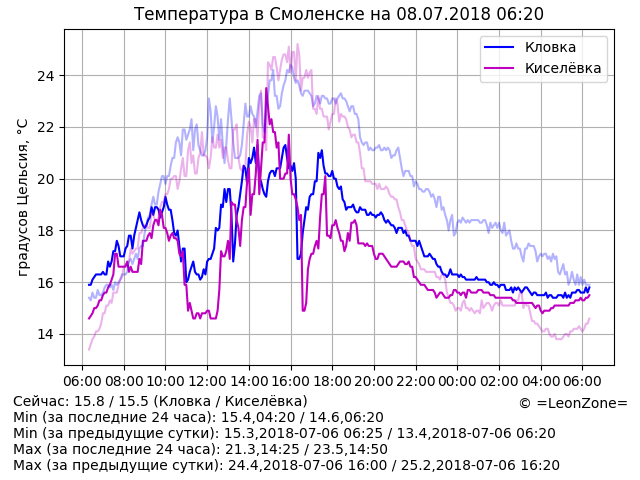 Температура в Смоленске на 08.07.2018 06:20
Кловка
Киселёвка
градусов Цельсия, °C
24
22
20
18
16
14
06:00 08:00 10:00 12:00 14:00 16:00 18:00 20:00 22:00 00:00 02:00 04:00 06:00
Сейчас: 15.8 / 15.5 (Кловка / Киселёвка)
© =LeonZone=
Min (за последние 24 часа): 15.4,04:20 / 14.6,06:20
Min (за предыдущие сутки): 15.3,2018-07-06 06:25 / 13.4,2018-07-06 06:20
Max (за последние 24 часа): 21.3,14:25 / 23.5,14:50
Max (за предыдущие сутки): 24.4,2018-07-06 16:00 / 25.2,2018-07-06 16:20